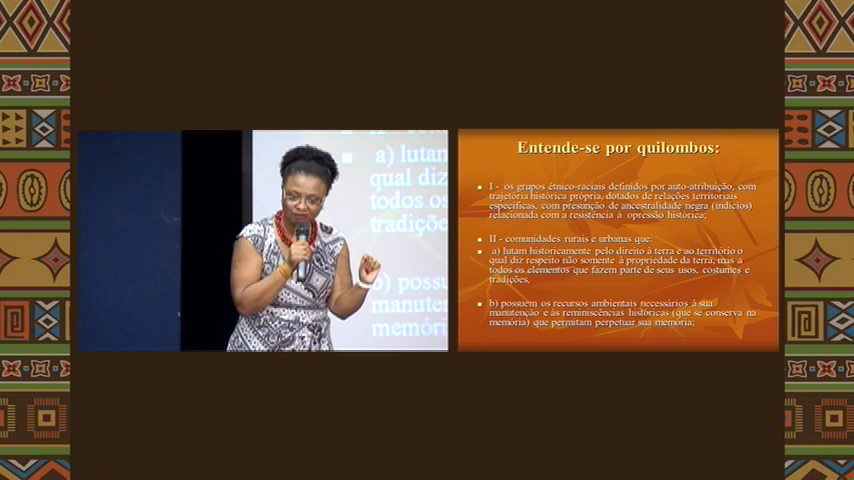 a) lutam
qual diz
todos os
tradiçõe
b) possu
manuten
memóri
Entende-se por quilombos:
I - os grupos étnico-raciais definidos por auto-atribuição, com
trajetória histórica própria, dotados de relações territoriais
específicas, com presunção de ancestralidade negra (indícios)
relacionada com a resistência à opressão histórica;
II - comunidades rurais e urbanas que:
a) lutam historicamente pelo direito à terra e ao território o
qual diz respeito não somente à propriedade da terra, mas a
todos os elementos que fazem parte de seus usos, costumes e
tradições,
b) possuem os recursos ambientais necessários à sua
manutenção e às reminiscências históricas (que se conserva na
memória) que permitam perpetuar sua memória;